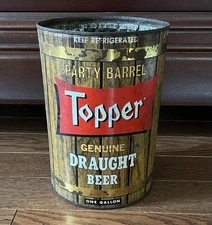 KEEP REFRIGERATED
PARTY BARREL
Topper
GENUINE
DRAUGHT
BEER
ONE GALLON